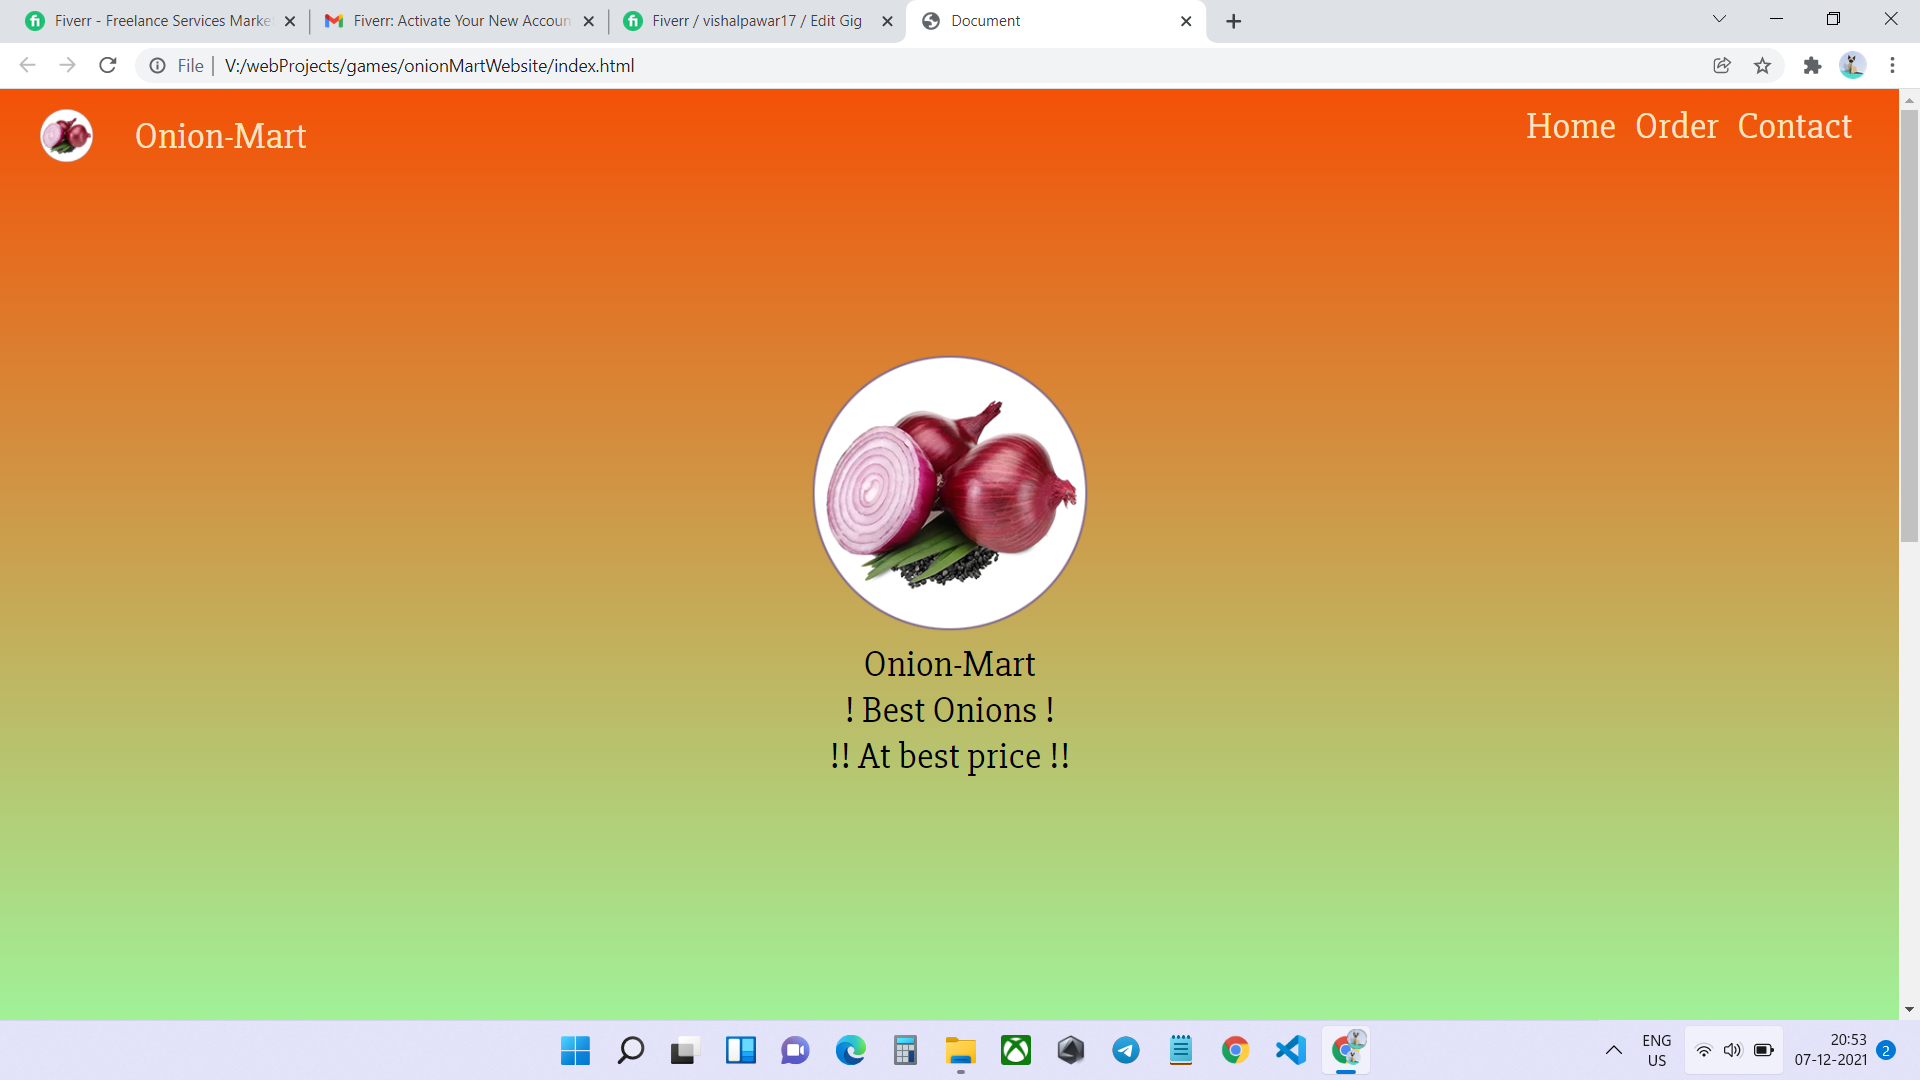 Fiverr - Freelance Services Marke
Fiverr: Activate Your New Accoun
Fiverr / vishalpawar17 / Edit Gig
Document
File | V:/webProjects/games/onionMartWebsite/index.html
Onion-Mart
Home Order Contact
Onion-Mart
! Best Onions !
!! At best price !!
ENG
US
20:53
07-12-2021
2